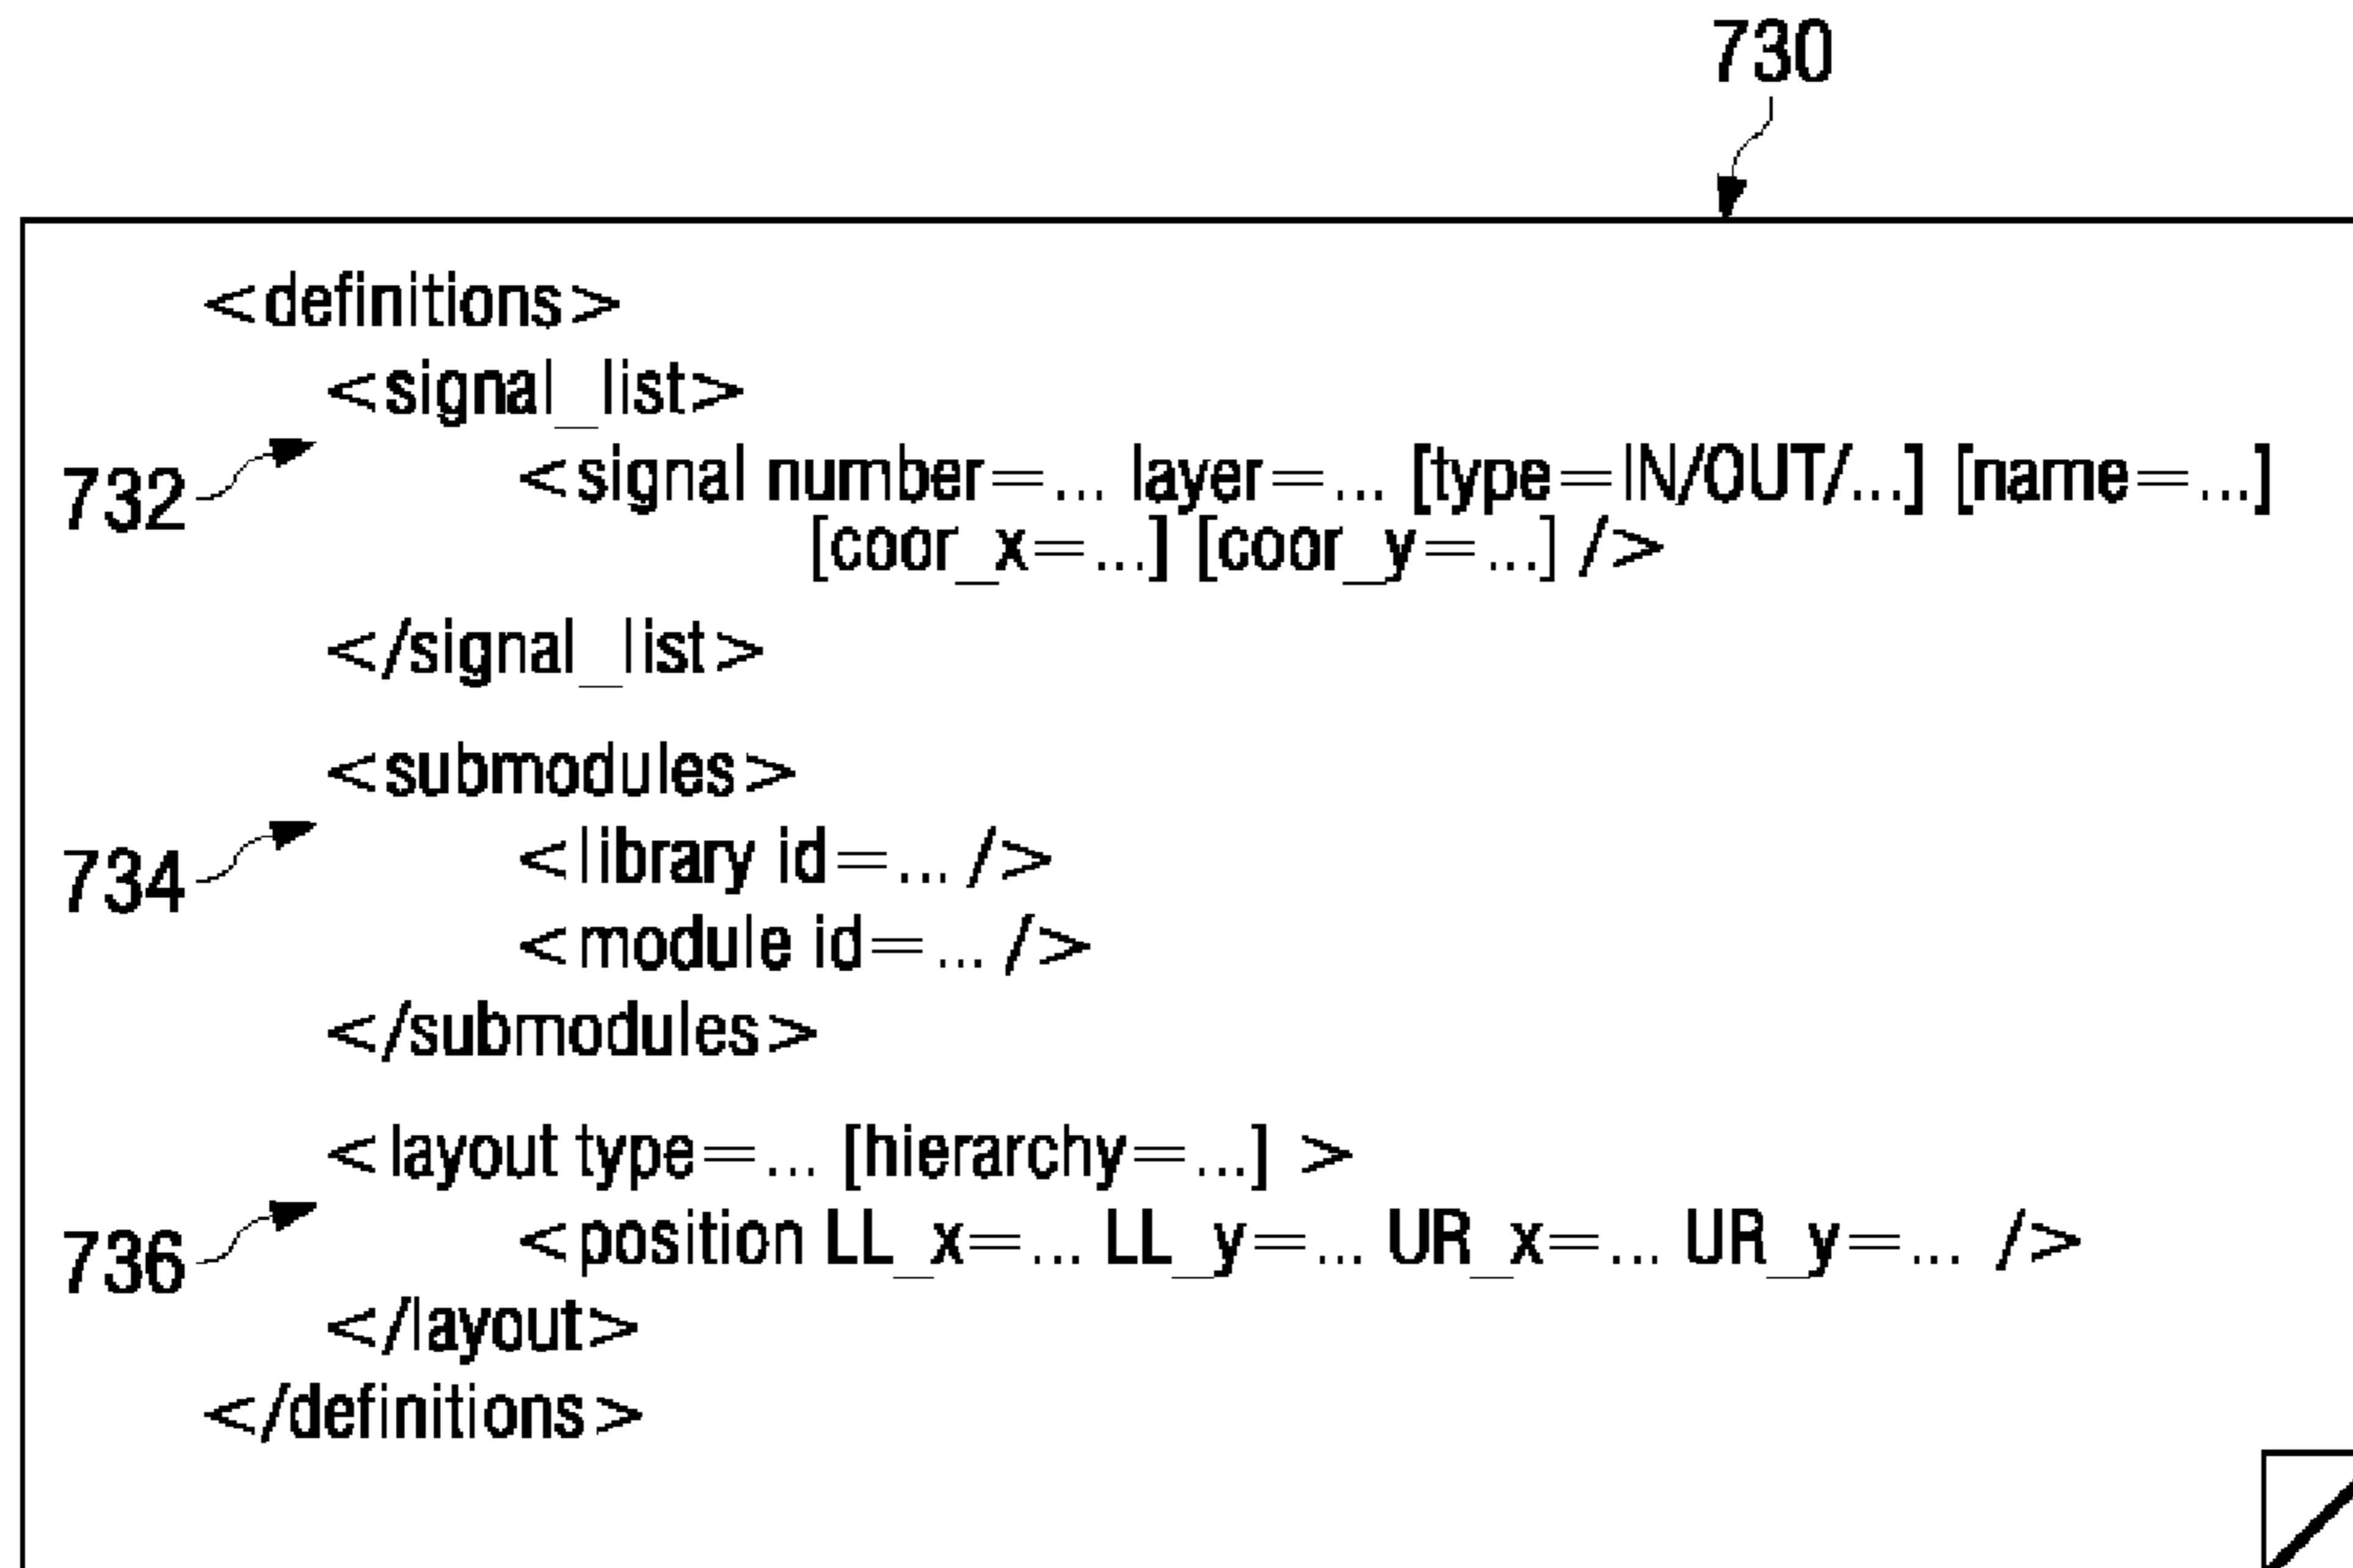 730
<definitions>
<signal_list>
732
<signal number=... layer=... [type=IN/OUT/...] [name=...]
[coor_x=...] [coor_y=...] />
</signal_list>
<submodules>
734
<library id=... />
<module id=... />
</submodules>
<layout type=... [hierarchy=...] >
736
<position LL_x=... LL_y=... UR_x=... UR_y=... />
</layout>
</definitions>